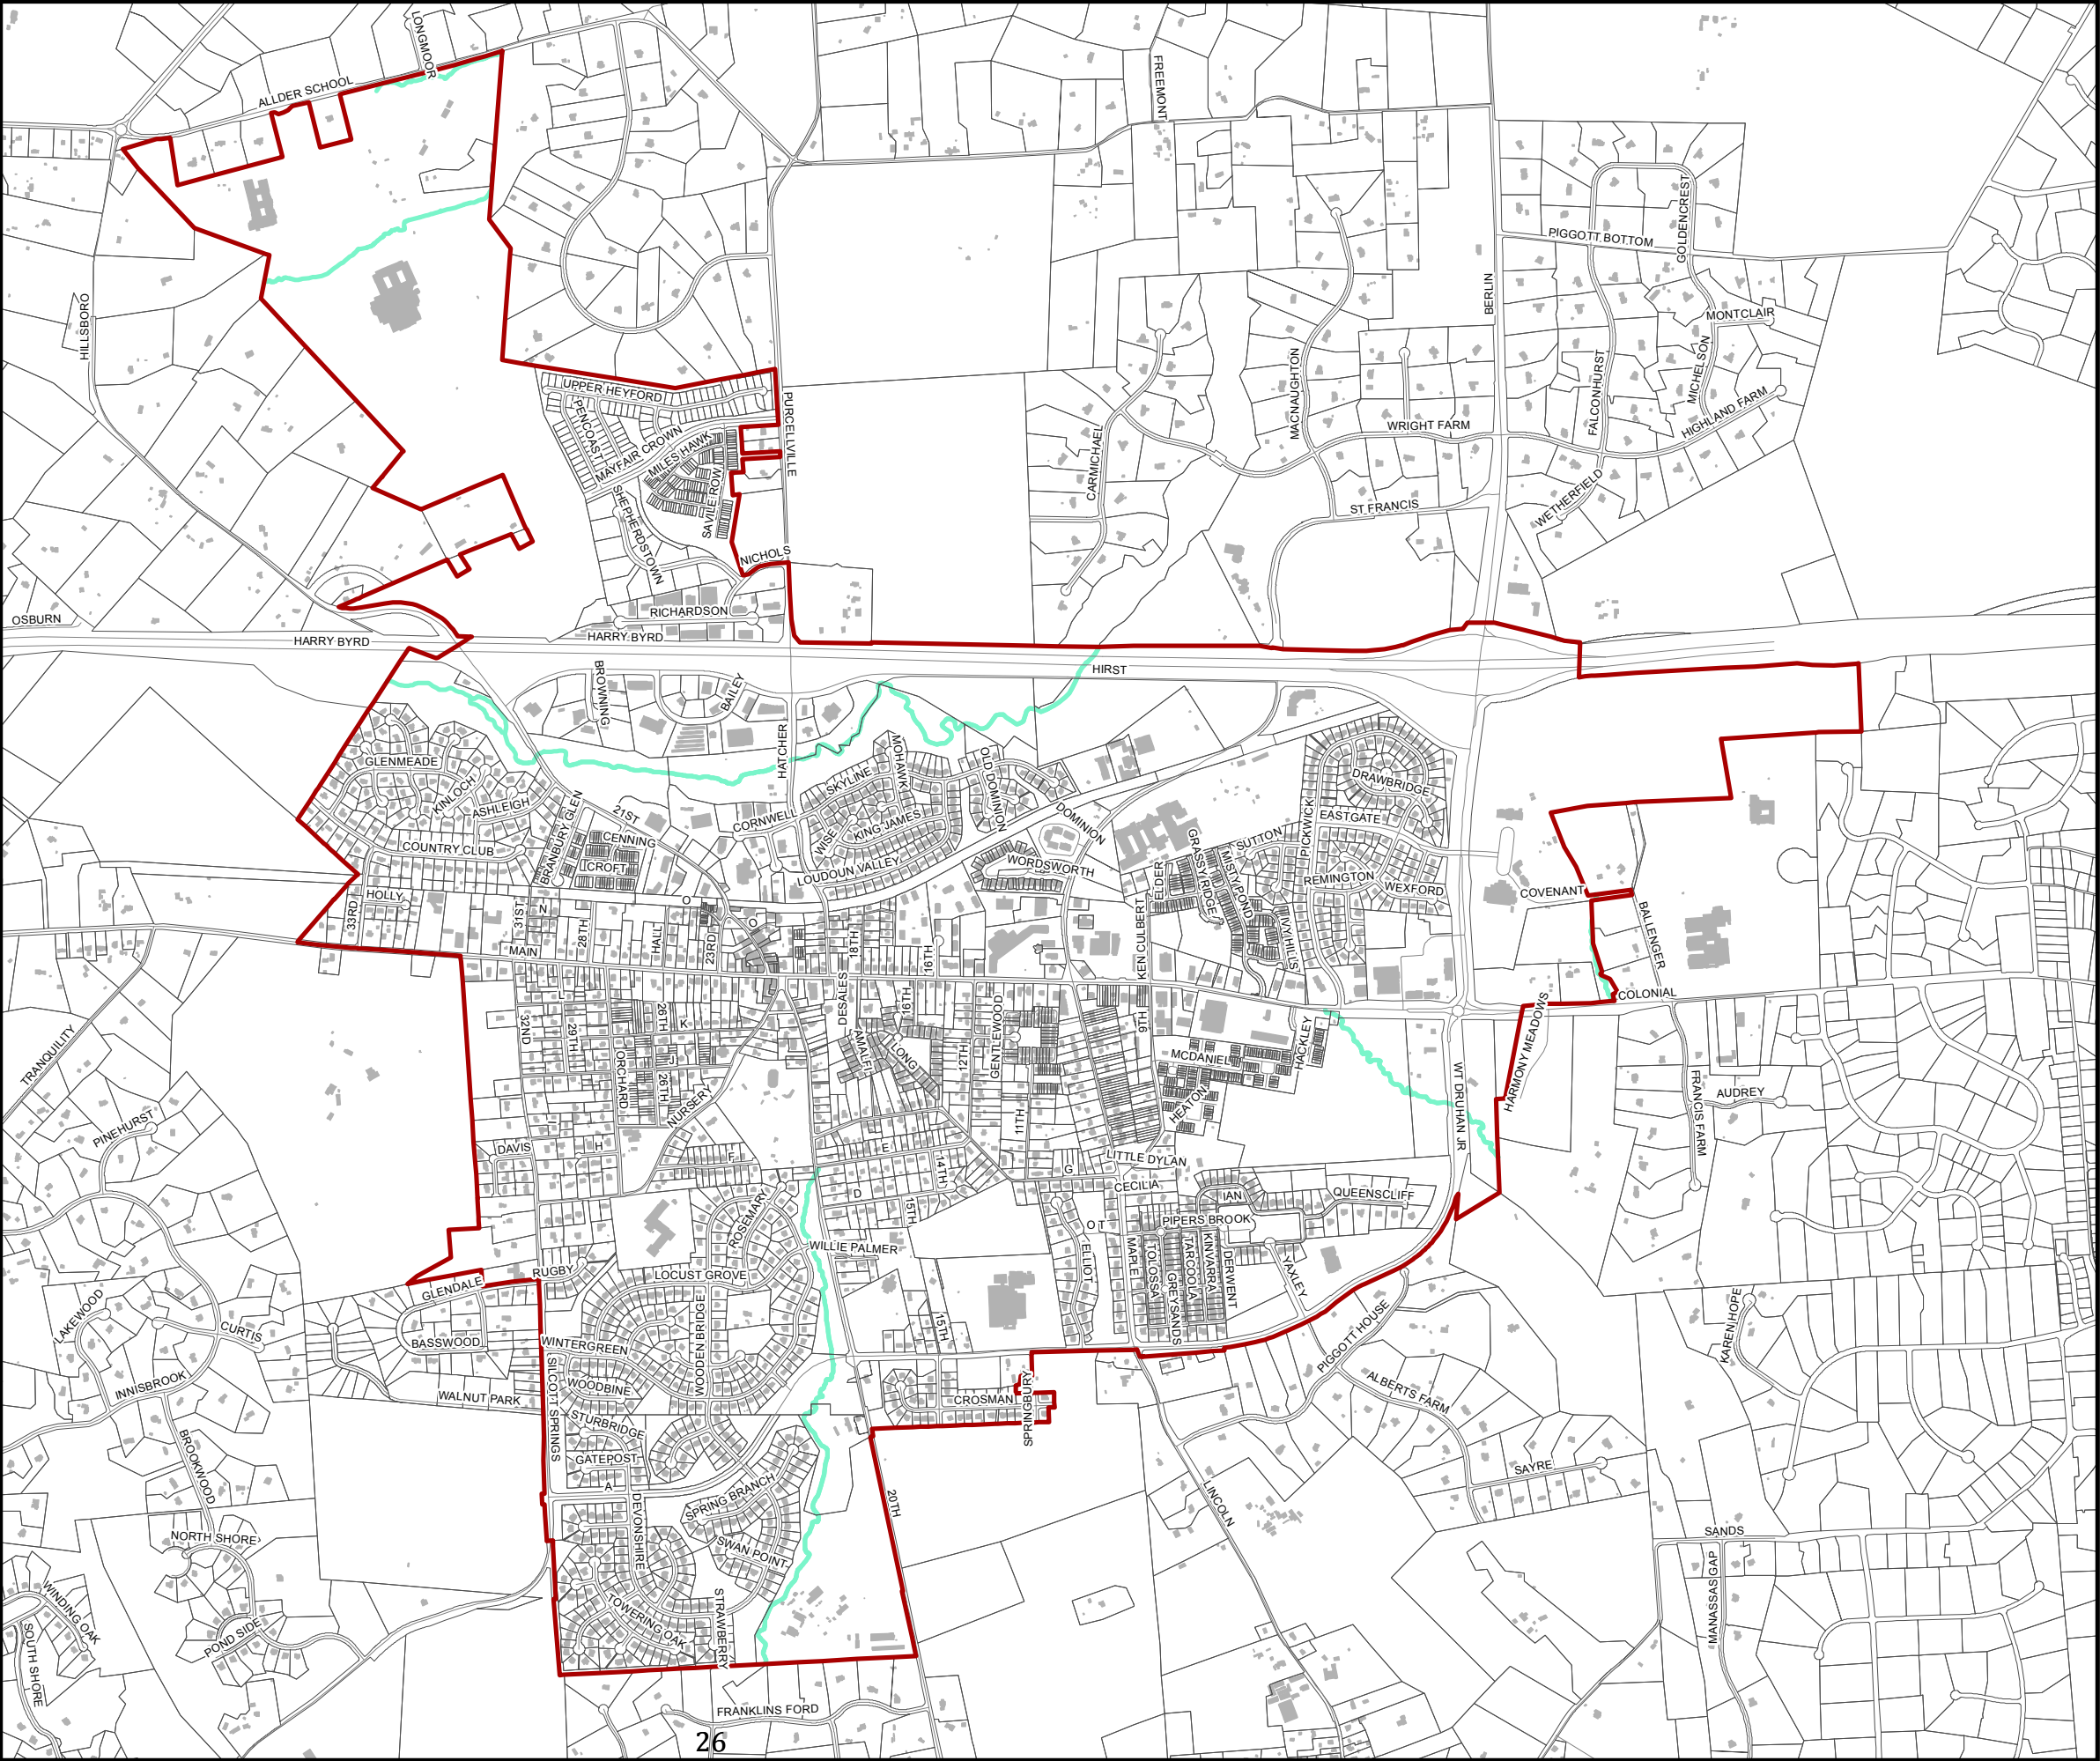 LONGMOOR
ALLDER SCHOOL
FREEMONT
GOLDENCREST
PIGGOTT BOTTOM
BERLIN
HILLSBORO
MONTCLAIR
MICHELSON
MACNAUGHTON
FALCONHURST
UPPER HEYFORD
PURCELLVILLE
PENCOAST
HIGHLAND FARM
WRIGHT FARM
MAYFAIR CROWN
MILES HAWK
CARMICHAEL
SAVILE ROW
SHEPHERDSTOWN
WETHERFIELD
ST FRANCIS
NICHOLS
RICHARDSON
OSBURN
HARRY BYRD
HARRY BYRD
HIRST
BROWNING
BAILEY
HATCHER
MOHAWK
OLD DOMINION
GLENMEADE
SKYLINE
DRAWBRIDGE
KINLOCH
ASHLEIGH
BRANBURY GLEN
21ST
CORNWELL
KING JAMES
DOMINION
PICKWICK
EASTGATE
CENNING
WISE
SUTTON
COUNTRY CLUB
CROFT
LOUDOUN VALLEY
WORDSWORTH
GRASSY RIDGE
MISTY POND
ELDER
REMINGTON
WEXFORD
COVENANT
HOLLY
33RD
31ST
N
28TH
HALL
O
23RD
O
18TH
16TH
KEN CULBERT
IVY HILLS
BALLENGER
MAIN
DESALES
L
16TH
GENTLEWOOD
9TH
COLONIAL
32ND
29TH
26TH
K
HARMONY MEADOWS
TRANQUILITY
ORCHARD
J
AMALFI
LONG
12TH
MCDANIEL
HACKLEY
26TH
NURSERY
HEATON
WT DRUHAN JR
FRANCIS FARM
AUDREY
PINEHURST
11TH
DAVIS
H
F
E
14TH
G
LITTLE DYLAN
CECILIA
D
15TH
ROSEMARY
IAN
QUEENSCLIFF
O T
PIPERS BROOK
WILLIE PALMER
MAPLE
TOLOSSA
TARCOOLA
KINVARRA
DERWENT
ELLIOT
YAXLEY
RUGBY
LOCUST GROVE
GLENDALE
GREYSANDS
LAKEWOOD
CURTIS
BASSWOOD
WINTERGREEN
WOODEN BRIDGE
15TH
PIGGOTT HOUSE
KAREN HOPE
INNISBROOK
WALNUT PARK
SILCOTT SPRINGS
WOODBINE
CROSMAN
SPRINGBURY
ALBERTS FARM
STURBRIDGE
BROOKWOOD
GATEPOST
SAYRE
A
SPRING BRANCH
20TH
LINCOLN
DEVONSHIRE
NORTH SHORE
SWAN POINT
SANDS
WINDING OAK
MANASSAS GAP
TOWERING OAK
STRAWBERRY
POND SIDE
SOUTH SHORE
FRANKLINS FORD
26